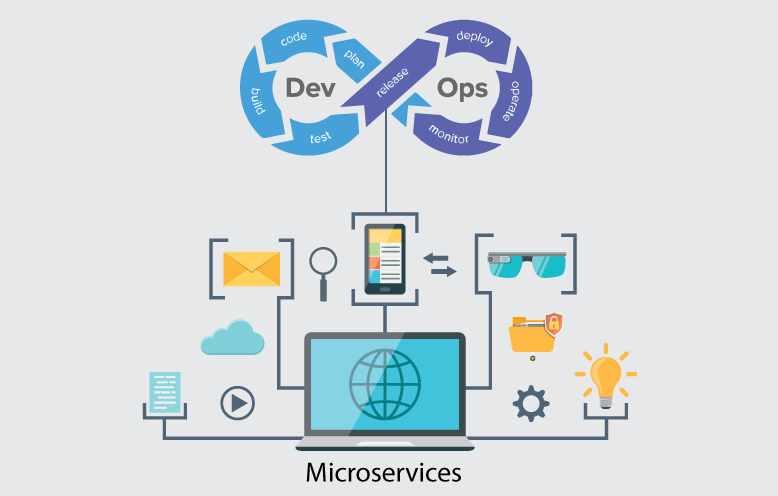 code
plan
Dev
build
test
release
deploy
Ops
operate
monitor
Microservices